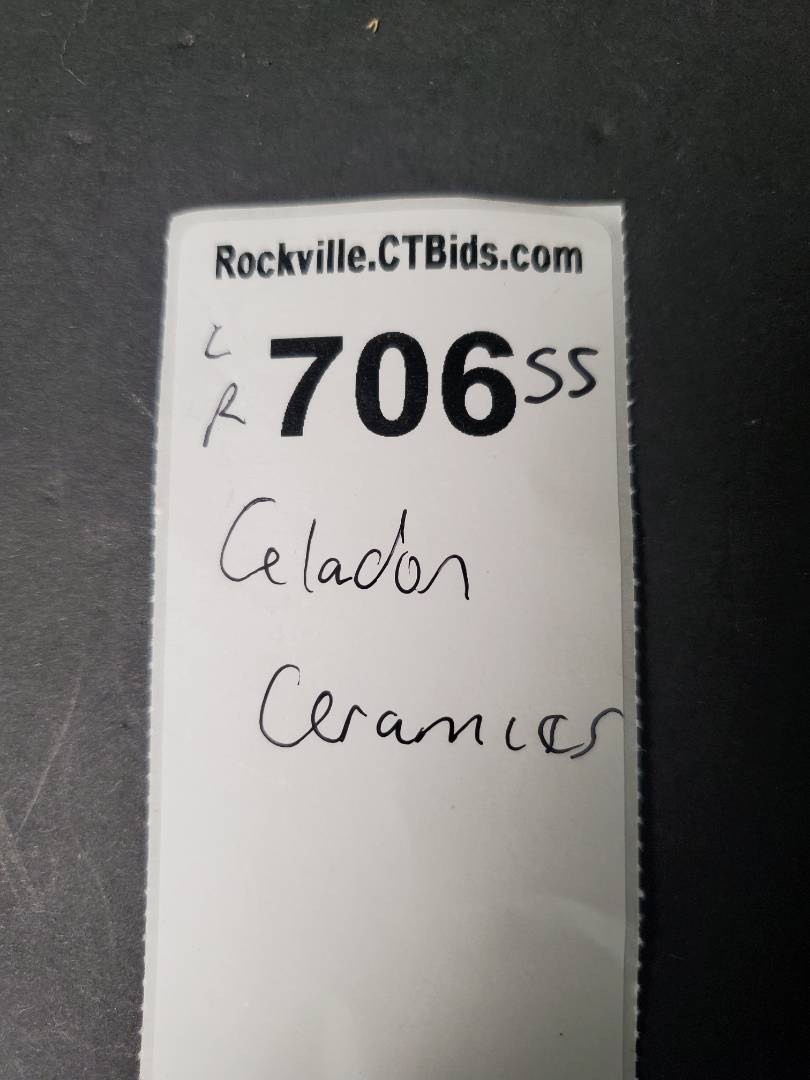 Rockville.CTBids.com
L
R 706 SS
Celadon
Ceramics